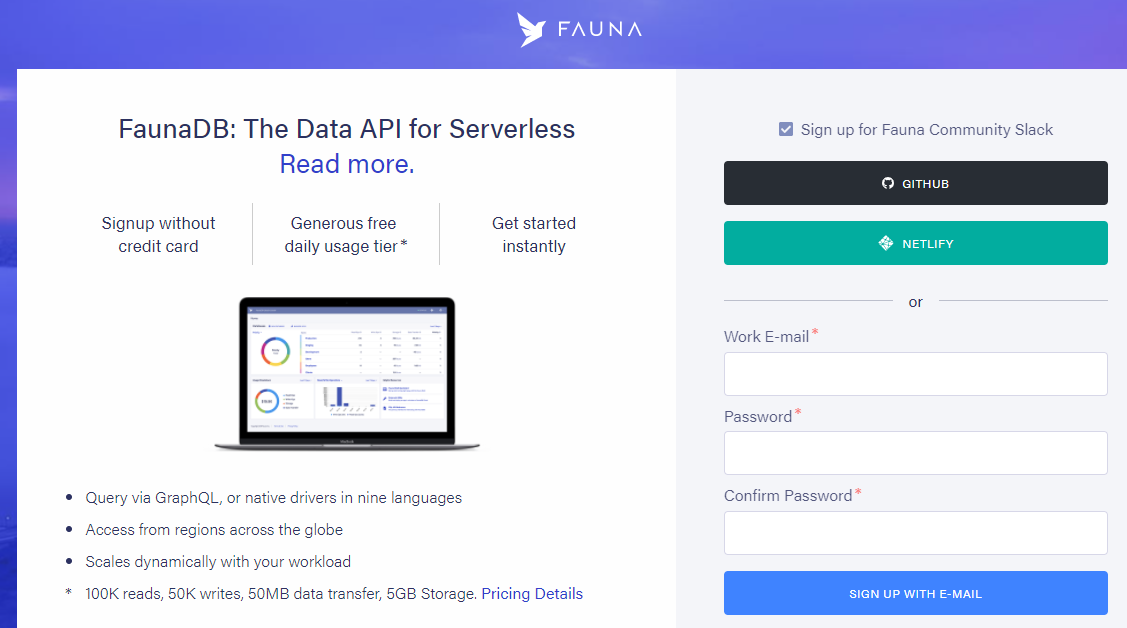 FAUNA
FaunaDB: The Data API for Serverless
Read more.
Signup without
credit card
Generous free
daily usage tier *
Get started
instantly
• Query via GraphQL, or native drivers in nine languages
• Access from regions across the globe
• Scales dynamically with your workload
* 100K reads, 50K writes, 50MB data transfer, 5GB Storage. Pricing Details
Sign up for Fauna Community Slack
GITHUB
NETLIFY
or
Work E-mail*
Password*
Confirm Password*
SIGN UP WITH E-MAIL